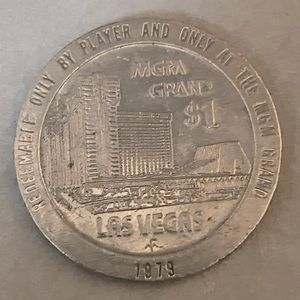 REDEEMABLE ONLY BY PLAYER AND ONLY AT THE MGM GRAND
MGM
GRAND
$1
LAS VEGAS
1979